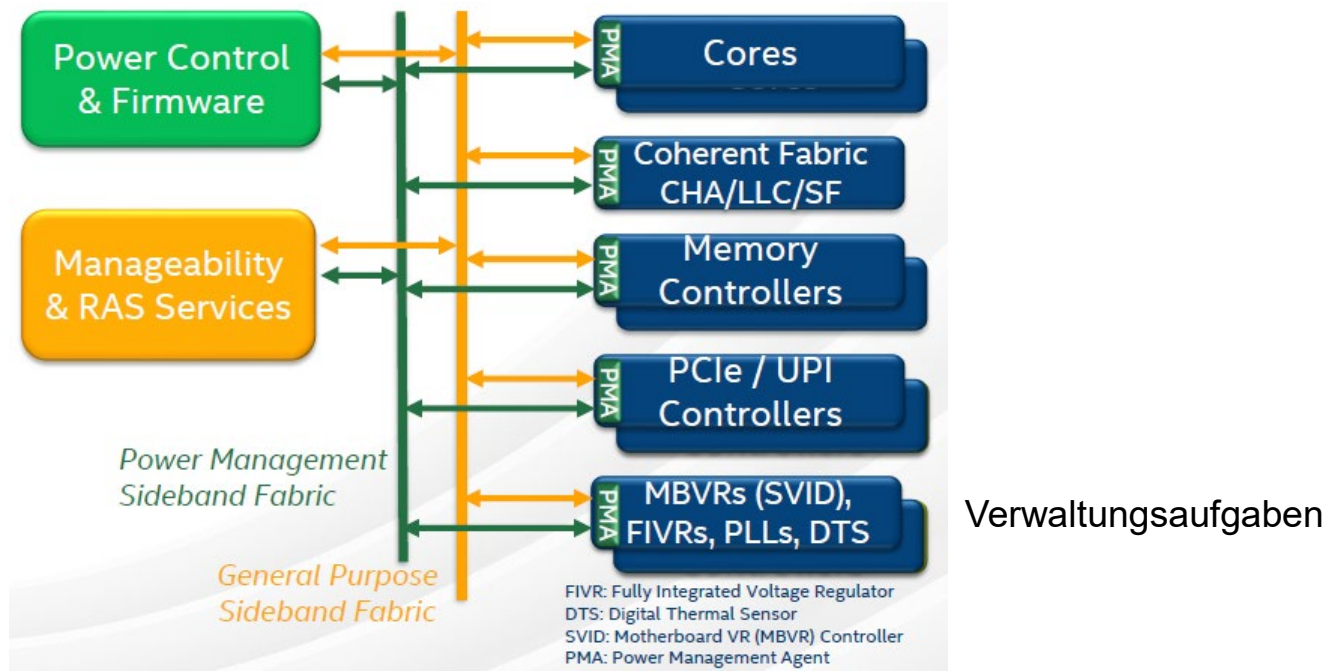 Power Control
& Firmware
Manageability
& RAS Services
Power Management
Sideband Fabric
General Purpose
Sideband Fabric
PMA
Cores
PMA
Coherent Fabric
CHA/LLC/SF
PMA
Memory
Controllers
PMA
PCIe / UPI
Controllers
PMA
MBVRs (SVID),
FIVRs, PLLs, DTS
Verwaltungsaufgaben
FIVR: Fully Integrated Voltage Regulator
DTS: Digital Thermal Sensor
SVID: Motherboard VR (MBVR) Controller
PMA: Power Management Agent